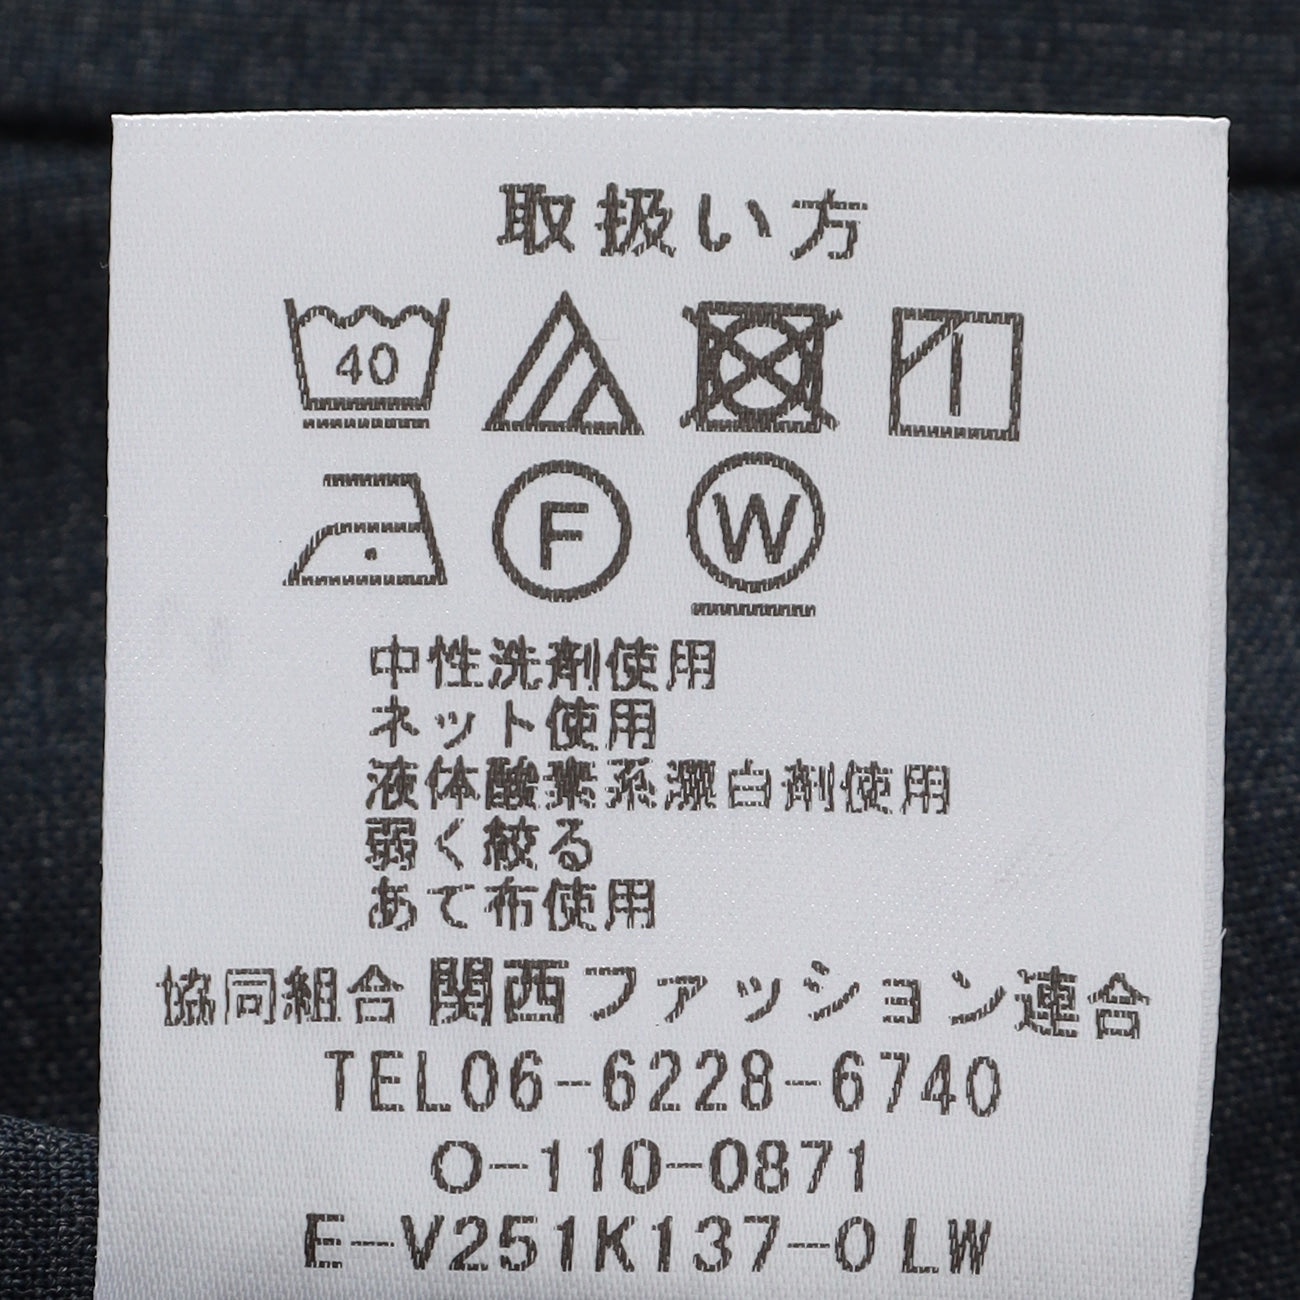 取扱い方
40
F W
中性洗剤使用
ネット使用
液体酸素系漂白剤使用
弱く絞る
あて布使用
協同組合 関西ファッション連合
TEL06-6228-6740
O-110-0871
E-V251K137-0LW